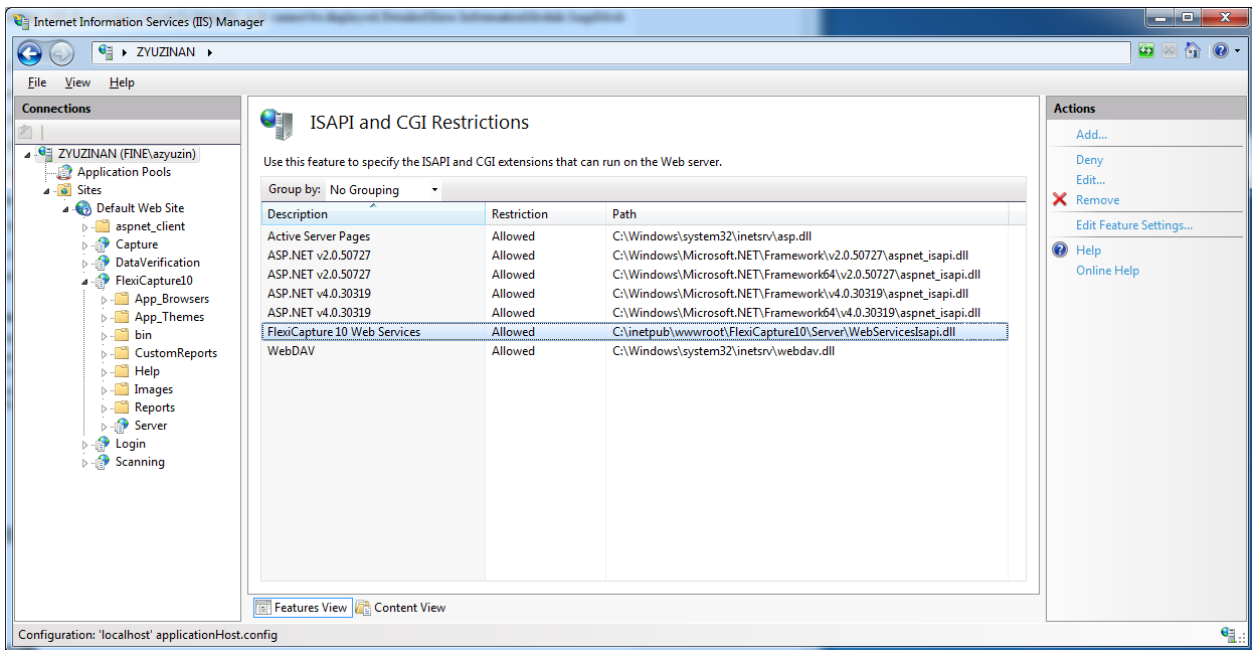 Internet Information Services (IIS) Manager
ZYUZINAN
File View Help
Connections
ZYUZINAN (FINE\azyuzin)
Application Pools
Sites
Default Web Site
aspnet_client
Capture
DataVerification
FlexiCapture10
App_Browsers
App_Themes
bin
CustomReports
Help
Images
Reports
Server
Login
Scanning
ISAPI and CGI Restrictions
Use this feature to specify the ISAPI and CGI extensions that can run on the Web server.
Group by: No Grouping
Description Restriction Path
Active Server Pages Allowed C:\Windows\system32\inetsrv\asp.dll
ASP.NET v2.0.50727 Allowed C:\Windows\Microsoft.NET\Framework\v2.0.50727\aspnet_isapi.dll
ASP.NET v2.0.50727 Allowed C:\Windows\Microsoft.NET\Framework64\v2.0.50727\aspnet_isapi.dll
ASP.NET v4.0.30319 Allowed C:\Windows\Microsoft.NET\Framework\v4.0.30319\aspnet_isapi.dll
ASP.NET v4.0.30319 Allowed C:\Windows\Microsoft.NET\Framework64\v4.0.30319\aspnet_isapi.dll
FlexiCapture 10 Web Services Allowed C:\inetpub\wwwroot\FlexiCapture10\Server\WebServicesIsapi.dll
WebDAV Allowed C:\Windows\system32\inetsrv\webdav.dll
Features View Content View
Actions
Add...
Deny
Edit...
Remove
Edit Feature Settings...
Help
Online Help
Configuration: 'localhost' applicationHost.config